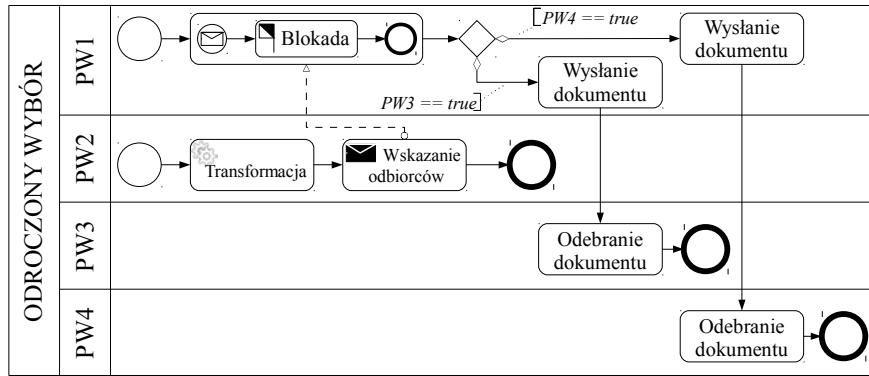 ODROCZONY WYBÓR
PW1
Blokada
PW4 == true
Wysłanie
dokumentu
PW3 == true
Wysłanie
dokumentu
PW2
Transformacja
Wskazanie
odbiorców
PW3
Odebranie
dokumentu
PW4
Odebranie
dokumentu